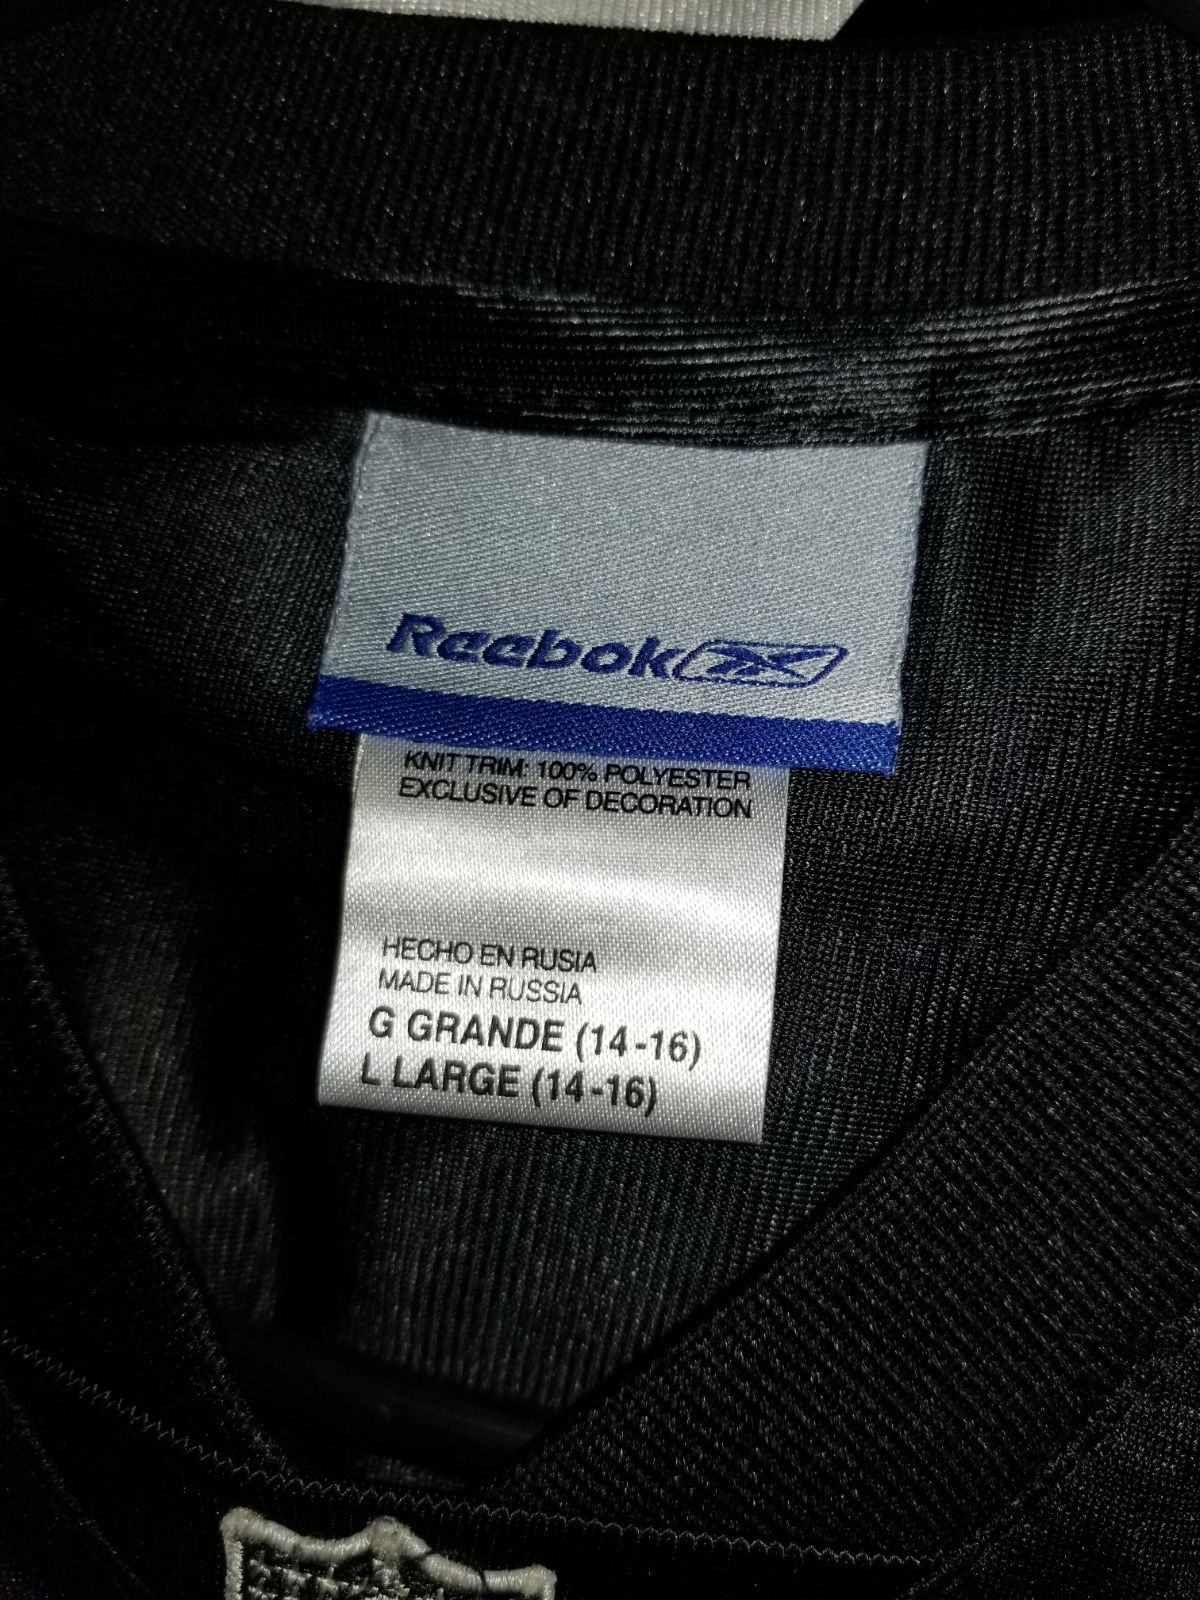 Reebok
KNIT TRIM: 100% POLYESTER
EXCLUSIVE OF DECORATION
HECHO EN RUSIA
MADE IN RUSSIA
G GRANDE (14-16)
L LARGE (14-16)